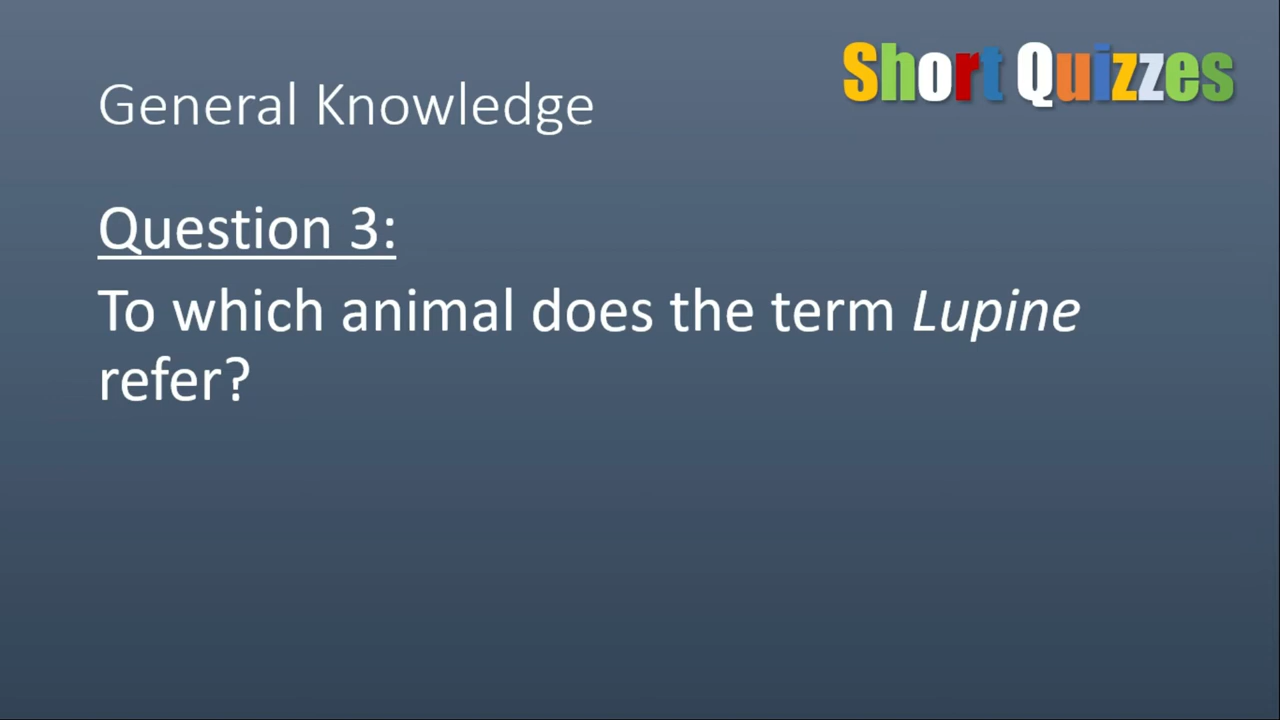 Short Quizzes
General Knowledge
Question 3:
To which animal does the term Lupine
refer?